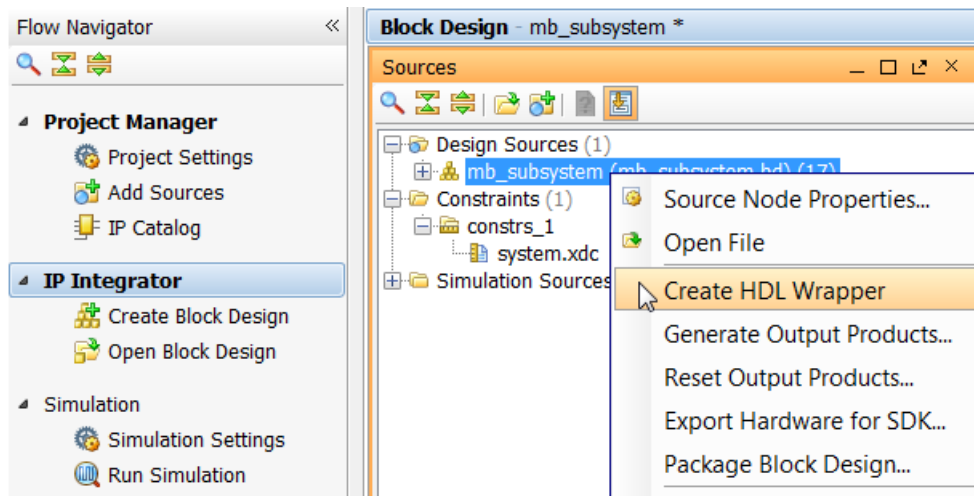 Flow Navigator
Project Manager
Project Settings
Add Sources
IP Catalog
IP Integrator
Create Block Design
Open Block Design
Simulation
Simulation Settings
Run Simulation
Block Design - mb_subsystem *
Sources
Design Sources (1)
mb_subsystem (mb_subsystem.bd) (17)
Constraints (1)
constrs_1
system.xdc
Simulation Sources
Source Node Properties...
Open File
Create HDL Wrapper
Generate Output Products...
Reset Output Products...
Export Hardware for SDK...
Package Block Design...